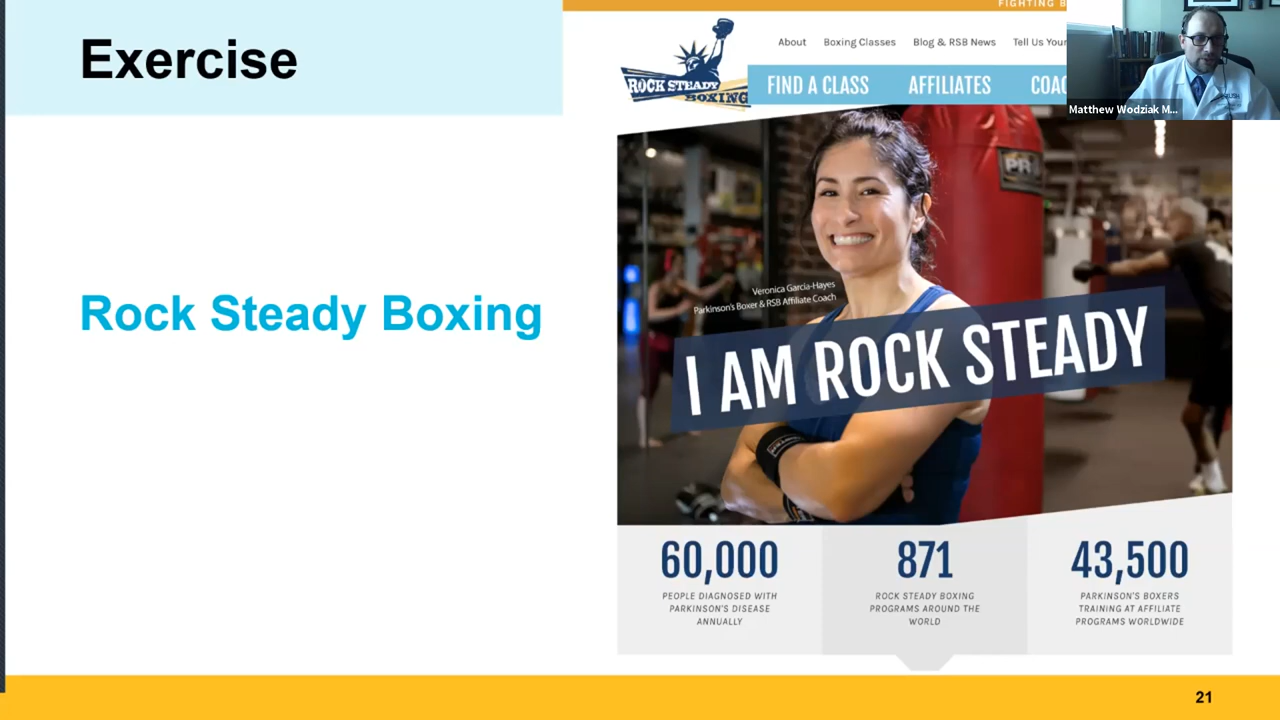 Exercise
Rock Steady Boxing
FIGHTING B
About Boxing Classes Blog & RSB News Tell Us Your
ROCK STEADY
BOXING
FIND A CLASS AFFILIATES COAC
Matthew Wodziak M...
PR
Veronica Garcia-Hayes
Parkinson's Boxer & RSB Affiliate Coach
I AM ROCK STEADY
60,000
PEOPLE DIAGNOSED WITH
PARKINSON'S DISEASE
ANNUALLY
871
ROCK STEADY BOXING
PROGRAMS AROUND THE
WORLD
43,500
PARKINSON'S BOXERS
TRAINING AT AFFILIATE
PROGRAMS WORLDWIDE
21